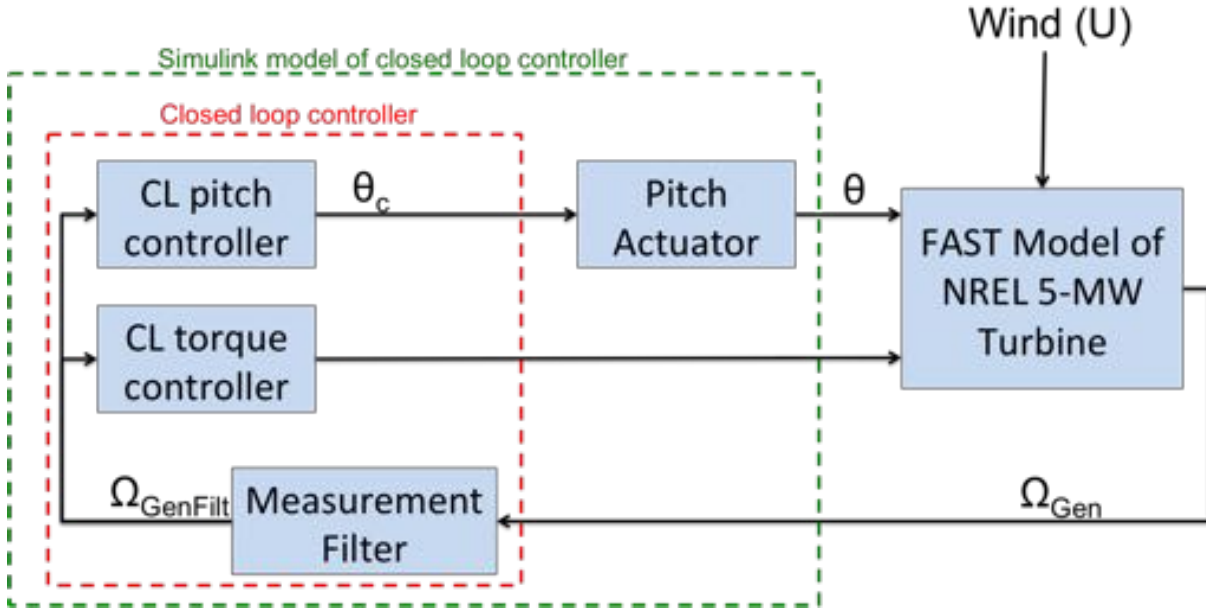 Wind (U)
Simulink model of closed loop controller
Closed loop controller
CL pitch
controller
θc
Pitch
Actuator
θ
FAST Model of
NREL 5-MW
Turbine
CL torque
controller
ΩGenFilt
Measurement
Filter
ΩGen